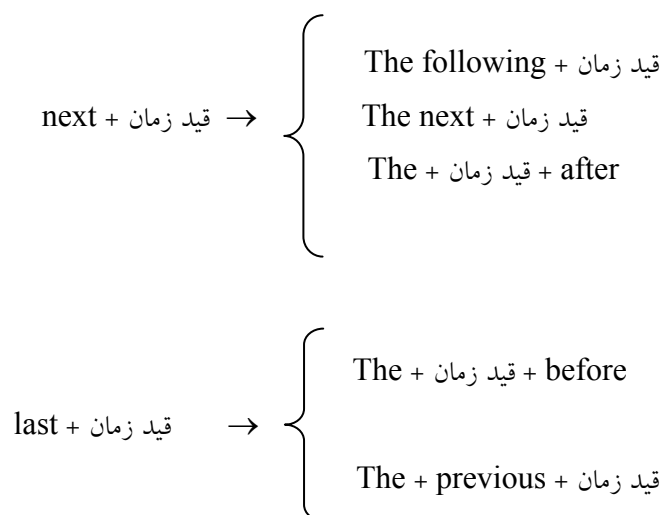 The following + قید زمان
next + قید زمان → The next + قید زمان
The + قید زمان + after
The + قید زمان + before
last + قید زمان →
The + previous + قید زمان